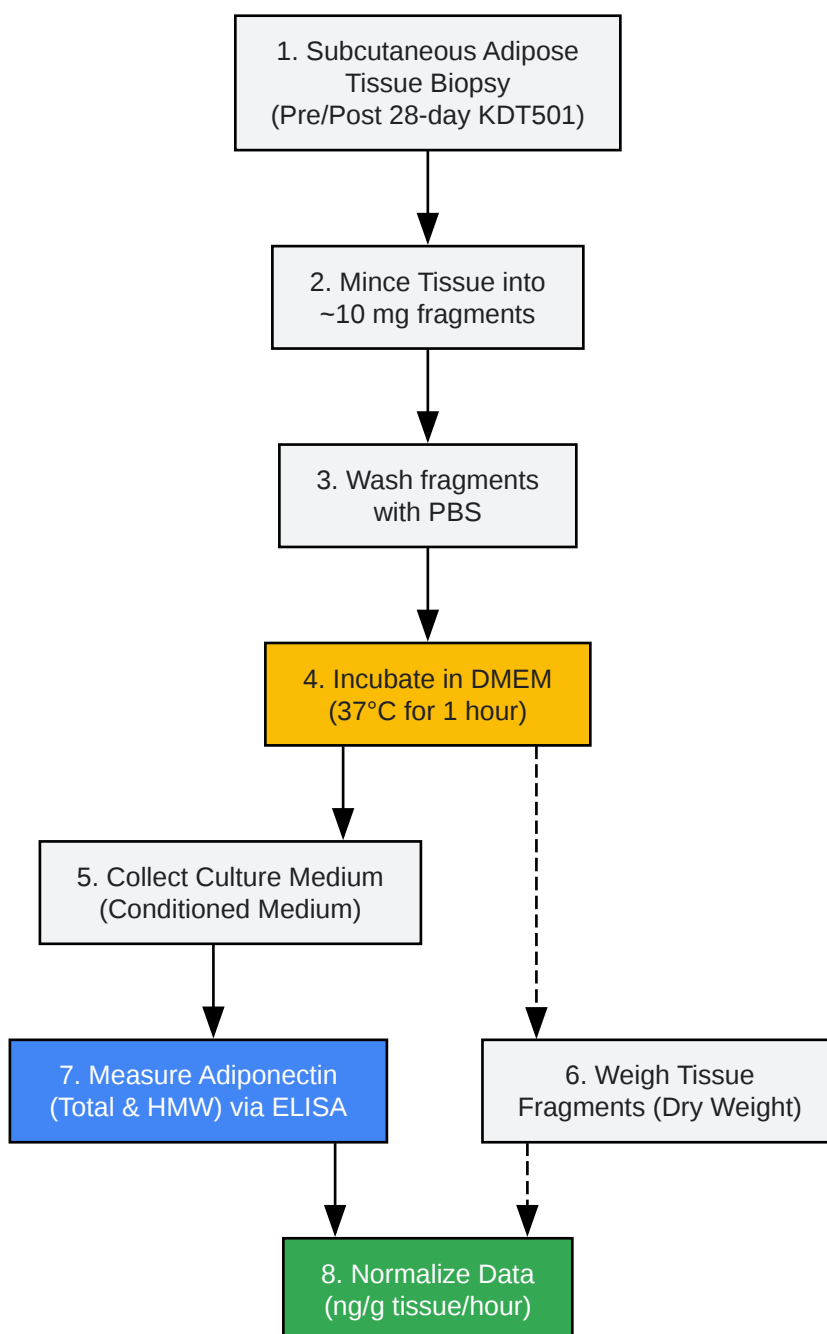 1. Subcutaneous Adipose
Tissue Biopsy
(Pre/Post 28-day KDT501)
2. Mince Tissue into
~10 mg fragments
3. Wash fragments
with PBS
4. Incubate in DMEM
(37°C for 1 hour)
5. Collect Culture Medium
(Conditioned Medium)
7. Measure Adiponectin
(Total & HMW) via ELISA
6. Weigh Tissue
Fragments (Dry Weight)
8. Normalize Data
(ng/g tissue/hour)